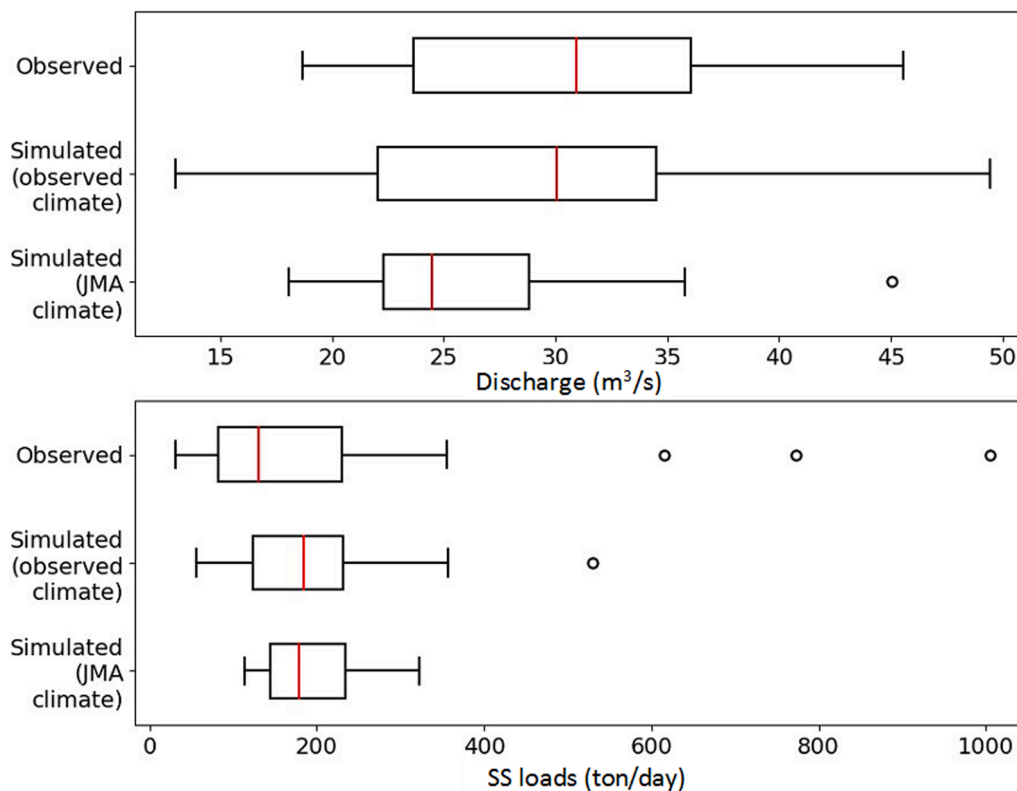 Observed
Simulated
(observed
climate)
Simulated
(JMA
climate)
15 20 25 30 35 40 45 50
Discharge (m³/s)
Observed
Simulated
(observed
climate)
Simulated
(JMA
climate)
0 200 400 600 800 1000
SS loads (ton/day)